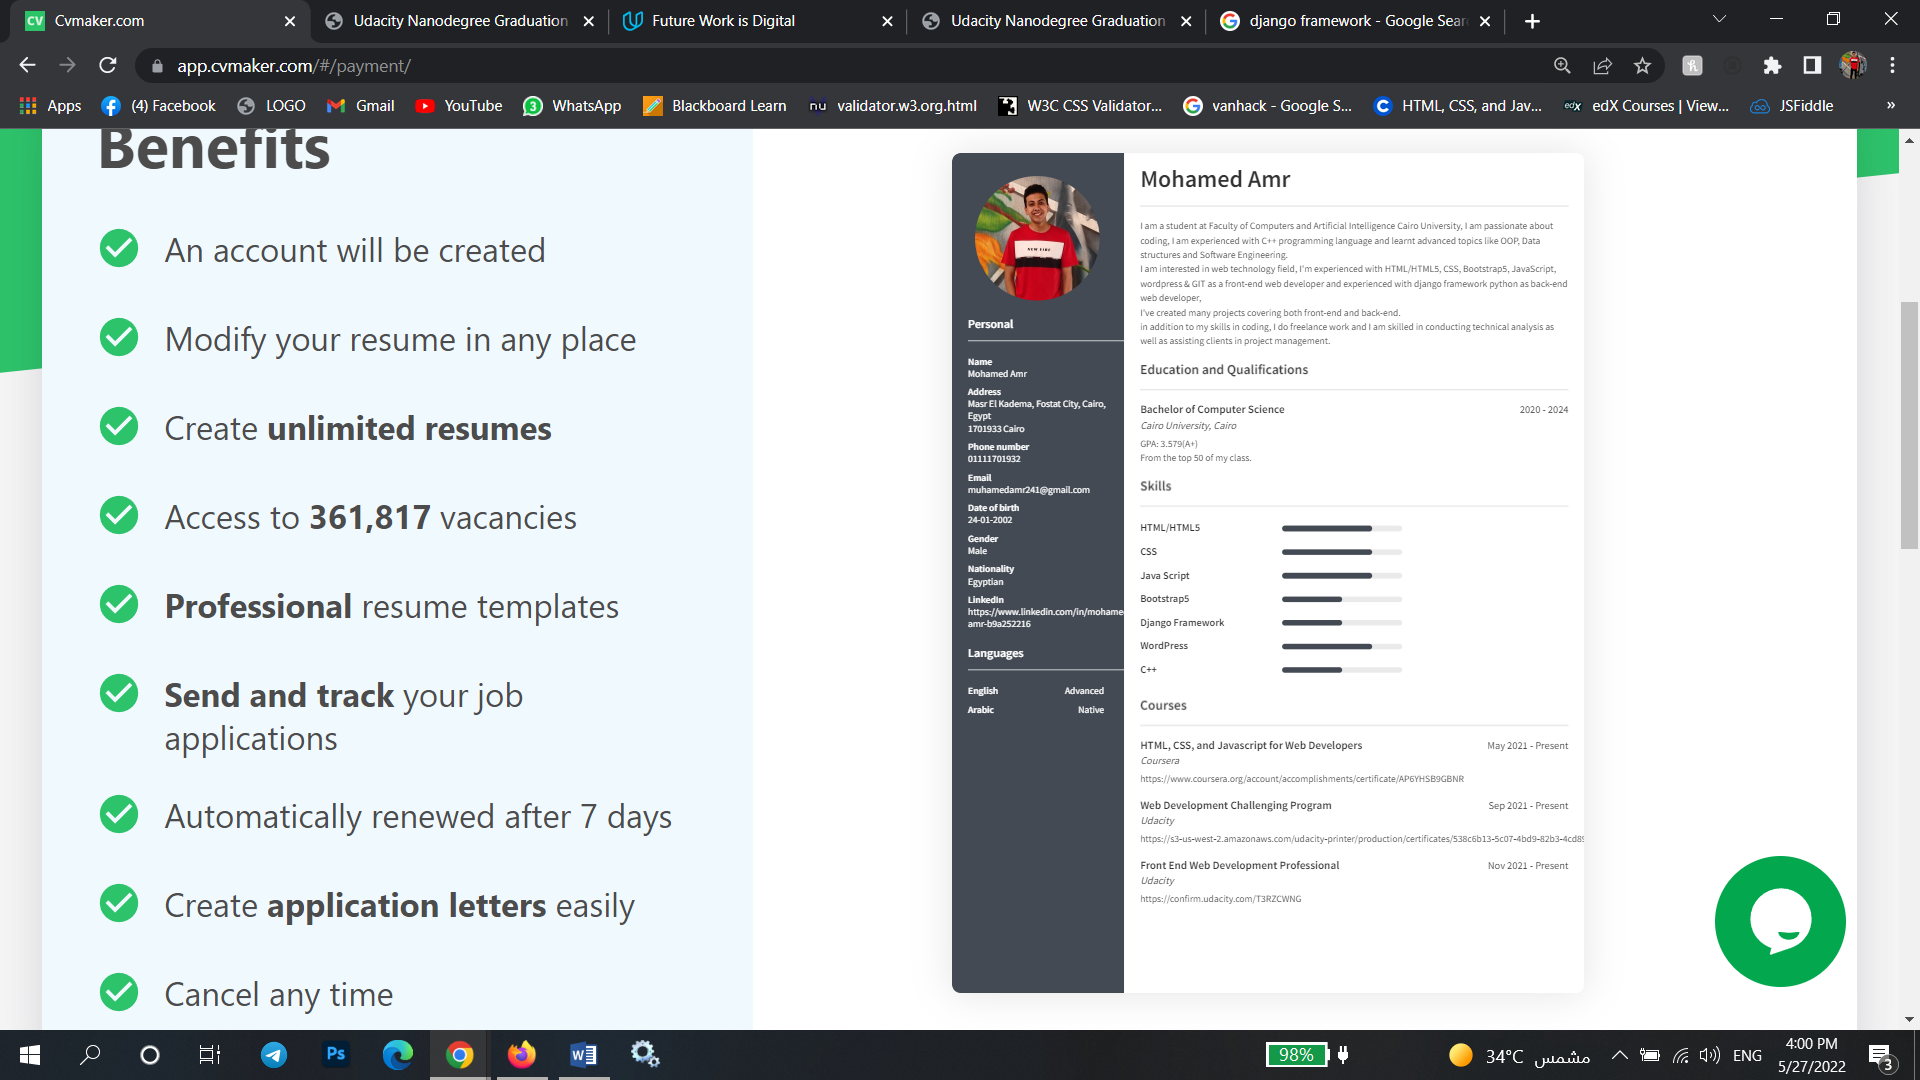 Cvmaker.com
Udacity Nanodegree Graduation
Future Work is Digital
Udacity Nanodegree Graduation
django framework - Google Sear
app.cvmaker.com/#/payment/
Apps
(4) Facebook
LOGO
Gmail
YouTube
WhatsApp
Blackboard Learn
validator.w3.org.html
W3C CSS Validator...
vanhack - Google S...
HTML, CSS, and Jav...
edX Courses | View...
JSFiddle
»
Benefits
An account will be created
Modify your resume in any place
Create unlimited resumes
Access to 361,817 vacancies
Professional resume templates
Send and track your job
applications
Automatically renewed after 7 days
Create application letters easily
Cancel any time
Personal
Name
Mohamed Amr
Address
Masr El Kadema, Fostat City, Cairo,
Egypt
1701933 Cairo
Phone number
01111701932
Email
muhamedamr241@gmail.com
Date of birth
24-01-2002
Gender
Male
Nationality
Egyptian
LinkedIn
https://www.linkedin.com/in/mohame
amr-b9a252216
Languages
English Advanced
Arabic Native
Mohamed Amr
I am a student at Faculty of Computers and Artificial Intelligence Cairo University, I am passionate about
coding, I am experienced with C++ programming language and learnt advanced topics like OOP, Data
structures and Software Engineering.
I am interested in web technology field, I'm experienced with HTML/HTML5, CSS, Bootstrap5, JavaScript,
wordpress & GIT as a front-end web developer and experienced with django framework python as back-end
web developer,
I've created many projects covering both front-end and back-end.
in addition to my skills in coding, I do freelance work and I am skilled in conducting technical analysis as
well as assisting clients in project management.
Education and Qualifications
Bachelor of Computer Science 2020 - 2024
Cairo University, Cairo
GPA: 3.579(A+)
From the top 50 of my class.
Skills
HTML/HTML5
CSS
Java Script
Bootstrap5
Django Framework
WordPress
C++
Courses
HTML, CSS, and Javascript for Web Developers May 2021 - Present
Coursera
https://www.coursera.org/account/accomplishments/certificate/AP6YHSB9GBNR
Web Development Challenging Program Sep 2021 - Present
Udacity
https://s3-us-west-2.amazonaws.com/udacity-printer/production/certificates/538c6b13-5c07-4bd9-82b3-4cd89
Front End Web Development Professional Nov 2021 - Present
Udacity
https://confirm.udacity.com/T3RZCWNG
98%
34°C مشمس
ENG
4:00 PM
5/27/2022
3